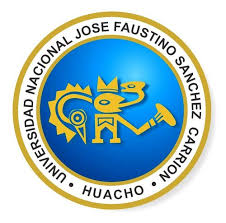 UNIVERSIDAD NACIONAL JOSE FAUSTINO SANCHEZ CARRION
· HUACHO ·